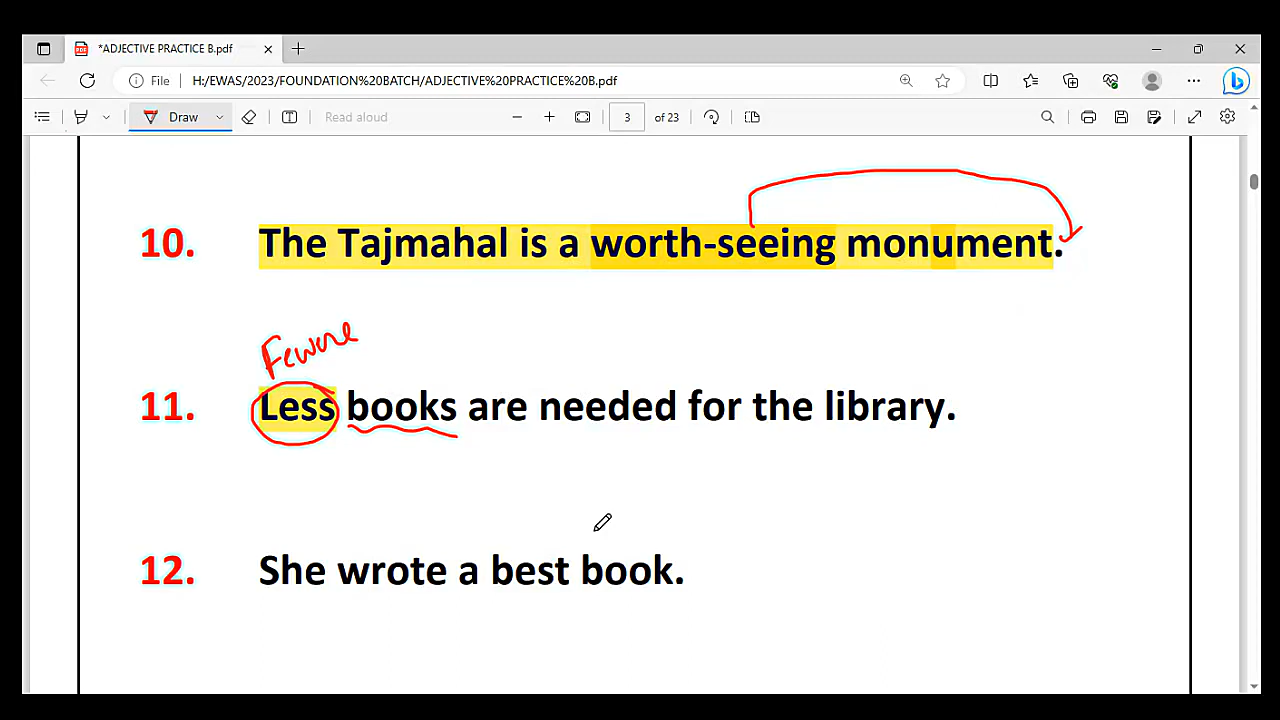 *ADJECTIVE PRACTICE B.pdf
File H:/EWAS/2023/FOUNDATION%20BATCH/ADJECTIVE%20PRACTICE%20B.pdf
Draw Read aloud 3 of 23
10. The Tajmahal is a worth-seeing monument.
Fewere
11. Less books are needed for the library.
12. She wrote a best book.